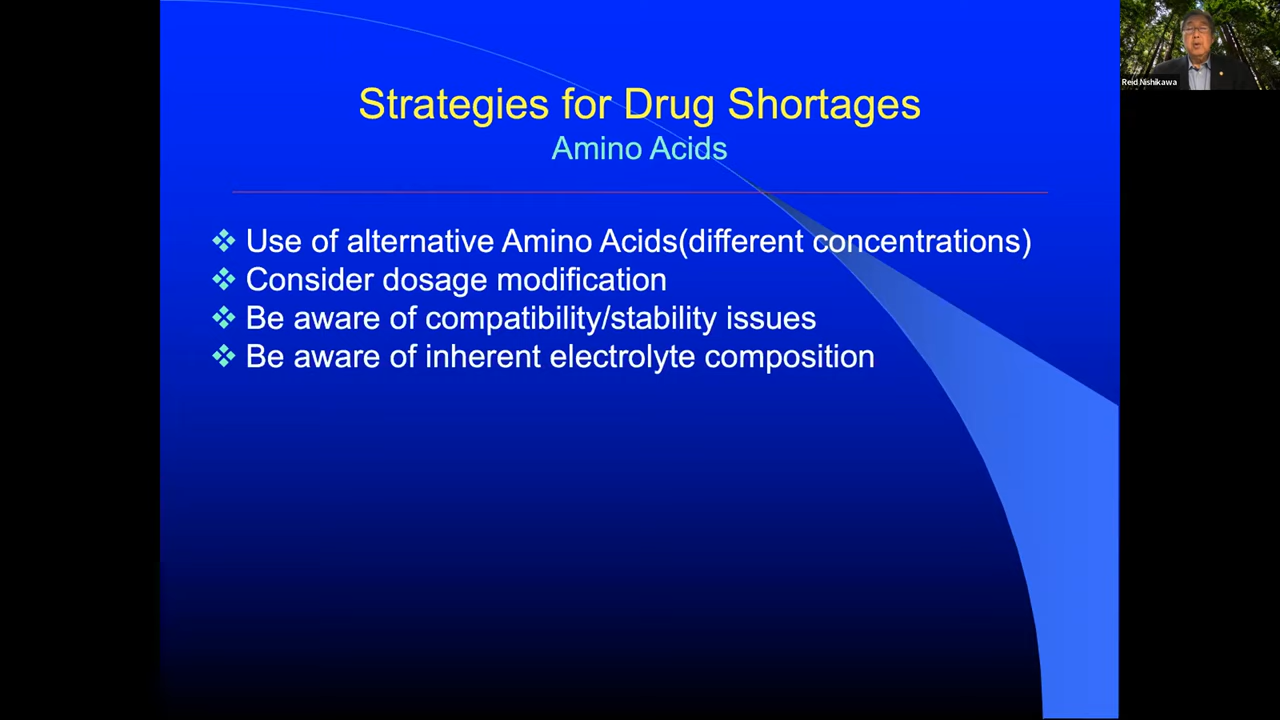 Strategies for Drug Shortages
Amino Acids
❖ Use of alternative Amino Acids(different concentrations)
❖ Consider dosage modification
❖ Be aware of compatibility/stability issues
❖ Be aware of inherent electrolyte composition
Reid Nishikawa